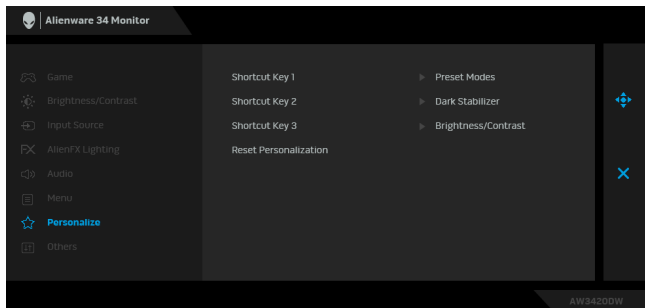 Alienware 34 Monitor
Game
Brightness/Contrast
Input Source
AlienFX Lighting
Audio
Menu
Personalize
Others
Shortcut Key 1 Preset Modes
Shortcut Key 2 Dark Stabilizer
Shortcut Key 3 Brightness/Contrast
Reset Personalization
AW3420DW